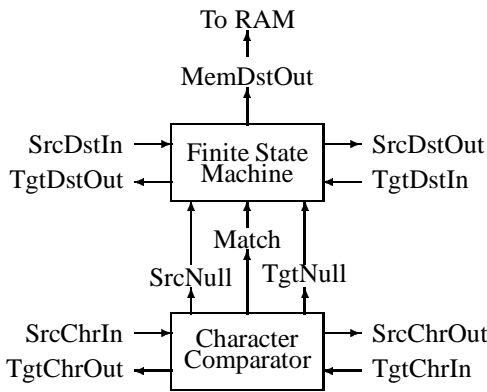 To RAM
MemDstOut
SrcDstIn
Finite State
Machine
SrcDstOut
TgtDstOut
TgtDstIn
Match
SrcNull
TgtNull
SrcChrIn
Character
Comparator
SrcChrOut
TgtChrOut
TgtChrIn